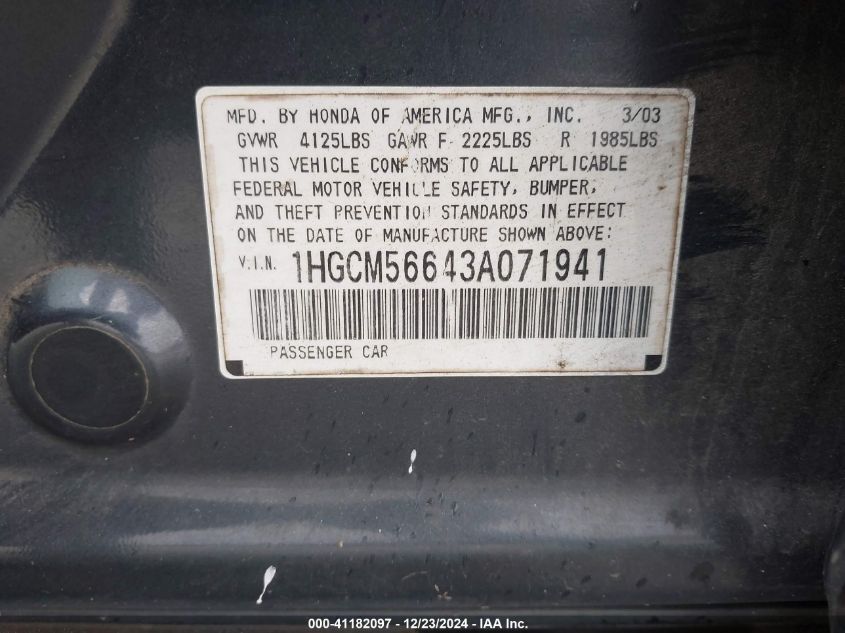 MFD. BY HONDA OF AMERICA MFG., INC. 3/03
GVWR 4125LBS GAWR F 2225LBS R 1985LBS
THIS VEHICLE CONFORMS TO ALL APPLICABLE
FEDERAL MOTOR VEHICLE SAFETY, BUMPER,
AND THEFT PREVENTION STANDARDS IN EFFECT
ON THE DATE OF MANUFACTURE SHOWN ABOVE:
V.I.N. 1HGCM56643A071941
PASSENGER CAR
000-41182097 - 12/23/2024 - IAA Inc.